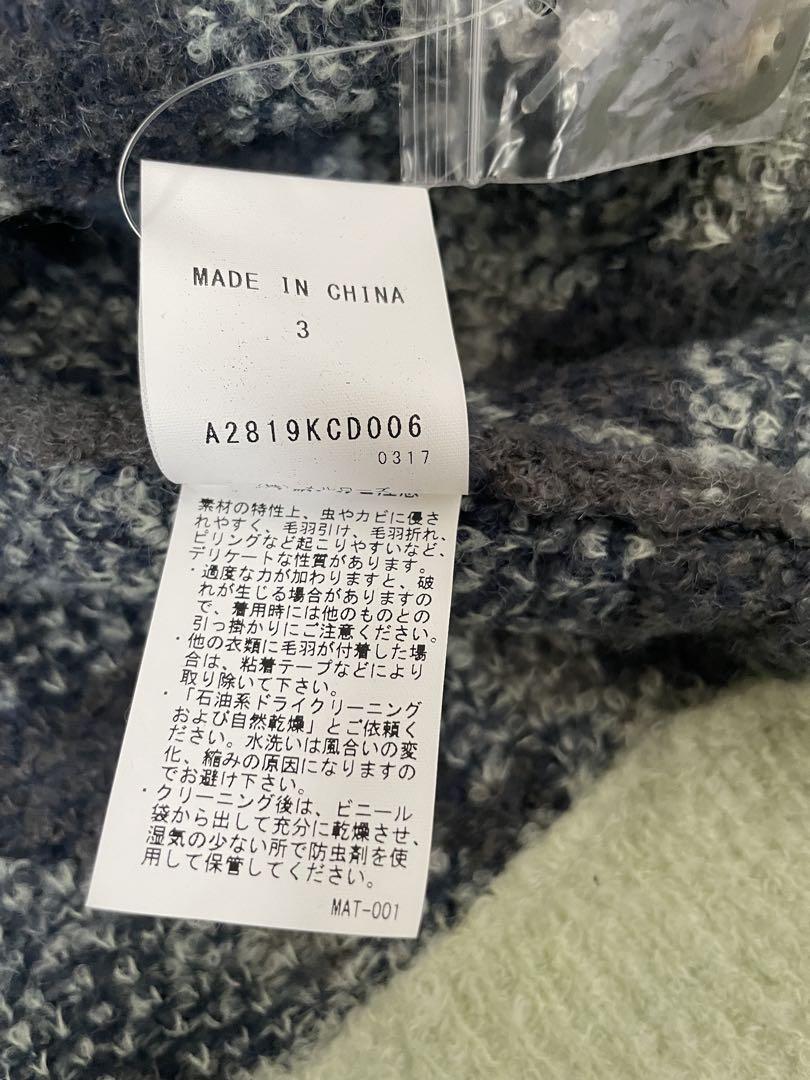 MADE IN CHINA
3
A2819KCD006
0317
素材の特性上、虫やカビに優さ
れやすく、毛羽引け、毛羽折れ、
ピリングなど起こりやすいなど、
デリケートな性質があります。
・過度な力が加わりますと、破
れが生じる場合がありますの
で、着用時には他のものとの
引っ掛かりにご注意ください。
・他の衣類に毛羽が付着した場
合は、粘着テープなどにより
取り除いて下さい。
・「石油系ドライクリーニング
および自然乾燥」とご依頼く
ださい。水洗いは風合いの変
化、縮みの原因になりますの
でお避け下さい。
・クリーニング後は、ビニール
袋から出して充分に乾燥させ、
湿気の少ない所で防虫剤を使
用して保管してください。
MAT-001